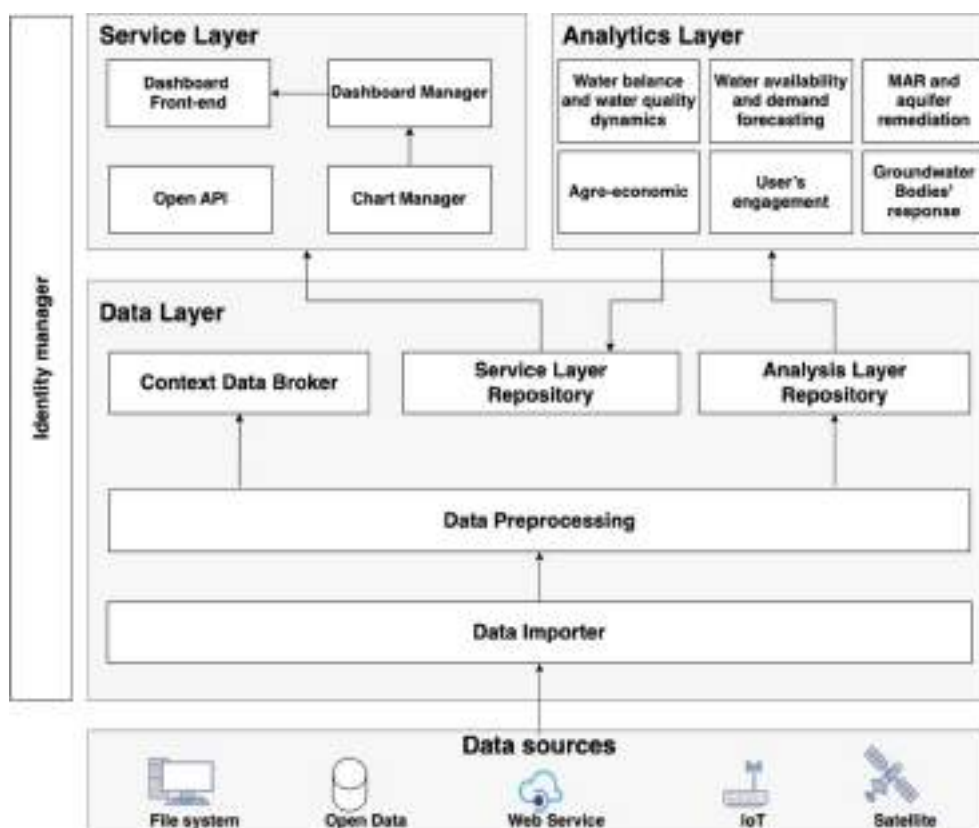 Identity manager
Service Layer
Dashboard
Front-end
Dashboard Manager
Open API
Chart Manager
Analytics Layer
Water balance
and water quality
dynamics
Water availability
and demand
forecasting
MAR and
aquifer
remediation
Agro-economic
User's
engagement
Groundwater
Bodies'
response
Data Layer
Context Data Broker
Service Layer
Repository
Analysis Layer
Repository
Data Preprocessing
Data Importer
Data sources
File system
Open Data
Web Service
IoT
Satellite